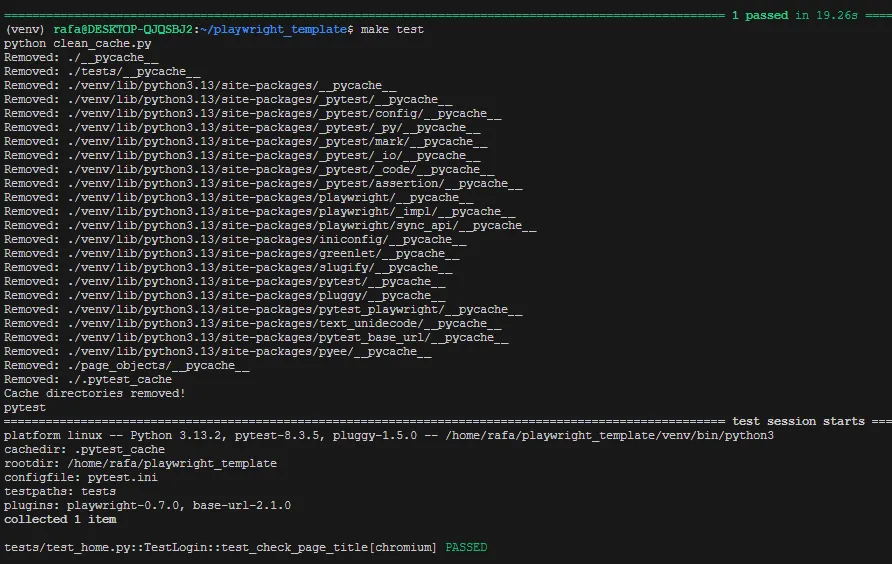 ======================================================================================================= 1 passed in 19.26s ====
(venv) rafa@DESKTOP-QJQSBJ2:~/playwright_template$ make test
python clean_cache.py
Removed: ./__pycache__
Removed: ./tests/__pycache__
Removed: ./venv/lib/python3.13/site-packages/__pycache__
Removed: ./venv/lib/python3.13/site-packages/_pytest/__pycache__
Removed: ./venv/lib/python3.13/site-packages/_pytest/config/__pycache__
Removed: ./venv/lib/python3.13/site-packages/_pytest/_py/__pycache__
Removed: ./venv/lib/python3.13/site-packages/_pytest/mark/__pycache__
Removed: ./venv/lib/python3.13/site-packages/_pytest/_io/__pycache__
Removed: ./venv/lib/python3.13/site-packages/_pytest/_code/__pycache__
Removed: ./venv/lib/python3.13/site-packages/_pytest/assertion/__pycache__
Removed: ./venv/lib/python3.13/site-packages/playwright/__pycache__
Removed: ./venv/lib/python3.13/site-packages/playwright/_impl/__pycache__
Removed: ./venv/lib/python3.13/site-packages/playwright/sync_api/__pycache__
Removed: ./venv/lib/python3.13/site-packages/iniconfig/__pycache__
Removed: ./venv/lib/python3.13/site-packages/greenlet/__pycache__
Removed: ./venv/lib/python3.13/site-packages/slugify/__pycache__
Removed: ./venv/lib/python3.13/site-packages/pytest/__pycache__
Removed: ./venv/lib/python3.13/site-packages/pluggy/__pycache__
Removed: ./venv/lib/python3.13/site-packages/pytest_playwright/__pycache__
Removed: ./venv/lib/python3.13/site-packages/text_unidecode/__pycache__
Removed: ./venv/lib/python3.13/site-packages/pytest_base_url/__pycache__
Removed: ./venv/lib/python3.13/site-packages/pyee/__pycache__
Removed: ./page_objects/__pycache__
Removed: ./.pytest_cache
Cache directories removed!
pytest
======================================================================================================= test session starts ===
platform linux -- Python 3.13.2, pytest-8.3.5, pluggy-1.5.0 -- /home/rafa/playwright_template/venv/bin/python3
cachedir: .pytest_cache
rootdir: /home/rafa/playwright_template
configfile: pytest.ini
testpaths: tests
plugins: playwright-0.7.0, base-url-2.1.0
collected 1 item
tests/test_home.py::TestLogin::test_check_page_title[chromium] PASSED